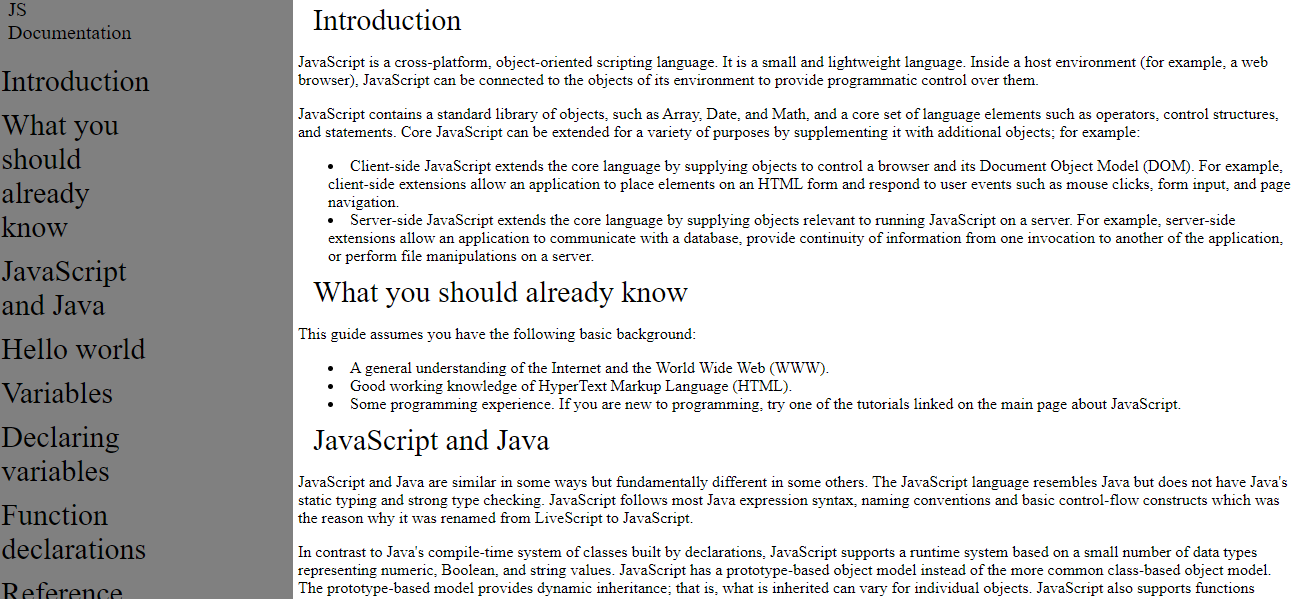 JS
Documentation
Introduction
What you
should
already
know
JavaScript
and Java
Hello world
Variables
Declaring
variables
Function
declarations
Reference
Introduction
JavaScript is a cross-platform, object-oriented scripting language. It is a small and lightweight language. Inside a host environment (for example, a web
browser), JavaScript can be connected to the objects of its environment to provide programmatic control over them.
JavaScript contains a standard library of objects, such as Array, Date, and Math, and a core set of language elements such as operators, control structures,
and statements. Core JavaScript can be extended for a variety of purposes by supplementing it with additional objects; for example:
• Client-side JavaScript extends the core language by supplying objects to control a browser and its Document Object Model (DOM). For example,
client-side extensions allow an application to place elements on an HTML form and respond to user events such as mouse clicks, form input, and page
navigation.
• Server-side JavaScript extends the core language by supplying objects relevant to running JavaScript on a server. For example, server-side
extensions allow an application to communicate with a database, provide continuity of information from one invocation to another of the application,
or perform file manipulations on a server.
What you should already know
This guide assumes you have the following basic background:
• A general understanding of the Internet and the World Wide Web (WWW).
• Good working knowledge of HyperText Markup Language (HTML).
• Some programming experience. If you are new to programming, try one of the tutorials linked on the main page about JavaScript.
JavaScript and Java
JavaScript and Java are similar in some ways but fundamentally different in some others. The JavaScript language resembles Java but does not have Java's
static typing and strong type checking. JavaScript follows most Java expression syntax, naming conventions and basic control-flow constructs which was
the reason why it was renamed from LiveScript to JavaScript.
In contrast to Java's compile-time system of classes built by declarations, JavaScript supports a runtime system based on a small number of data types
representing numeric, Boolean, and string values. JavaScript has a prototype-based object model instead of the more common class-based object model.
The prototype-based model provides dynamic inheritance; that is, what is inherited can vary for individual objects. JavaScript also supports functions